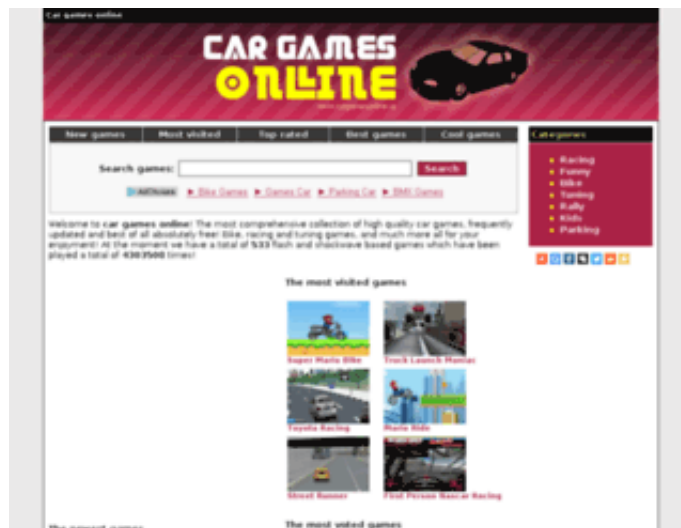 Car games online
CAR GAMES
ONLINE
New games Most visited Top rated Best games Cool games
Categories
Search games: Search
AdChoices ► Bike Games ► Games Car ► Parking Car ► BMX Games
Racing
Funny
Bike
Tuning
Rally
Kids
Parking
Welcome to car games online! The most comprehensive collection of high quality car games, frequently
updated and best of all absolutely free! Bike, racing and tuning games, and much more all for your
enjoyment! At the moment we have a total of 533 flash and shockwave based games which have been
played a total of 4303500 times!
The most visited games
Super Mario Bike Truck Launch Maniac
Toyota Racing Mario Ride
Street Runner First Person Nascar Racing
The newest games The most voted games